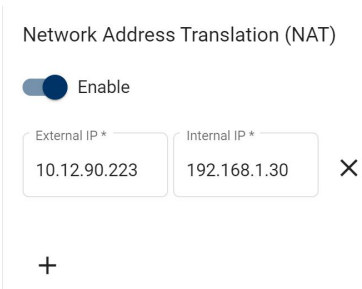 Network Address Translation (NAT)
Enable
External IP * Internal IP *
10.12.90.223 192.168.1.30